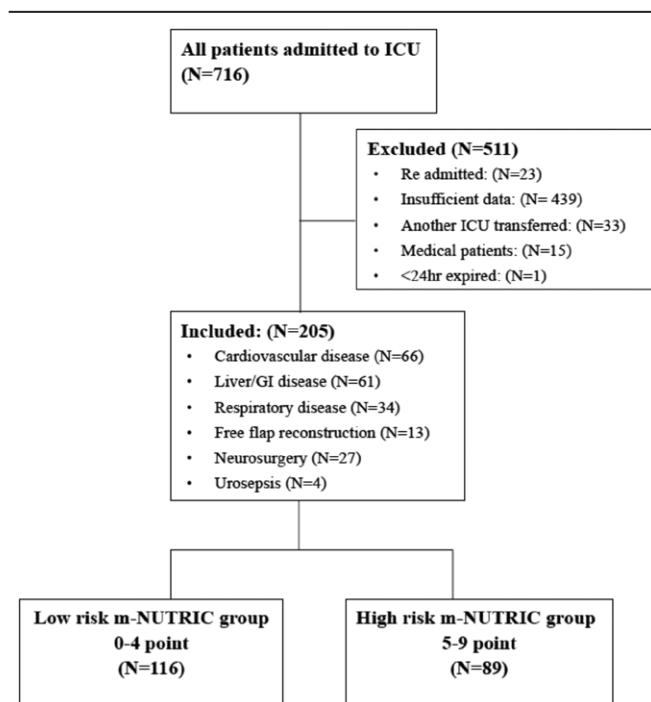 All patients admitted to ICU
(N=716)
Excluded (N=511)
• Re admitted: (N=23)
• Insufficient data: (N= 439)
• Another ICU transferred: (N=33)
• Medical patients: (N=15)
• <24hr expired: (N=1)
Included: (N=205)
• Cardiovascular disease (N=66)
• Liver/GI disease (N=61)
• Respiratory disease (N=34)
• Free flap reconstruction (N=13)
• Neurosurgery (N=27)
• Urosepsis (N=4)
Low risk m-NUTRIC group
0-4 point
(N=116)
High risk m-NUTRIC group
5-9 point
(N=89)